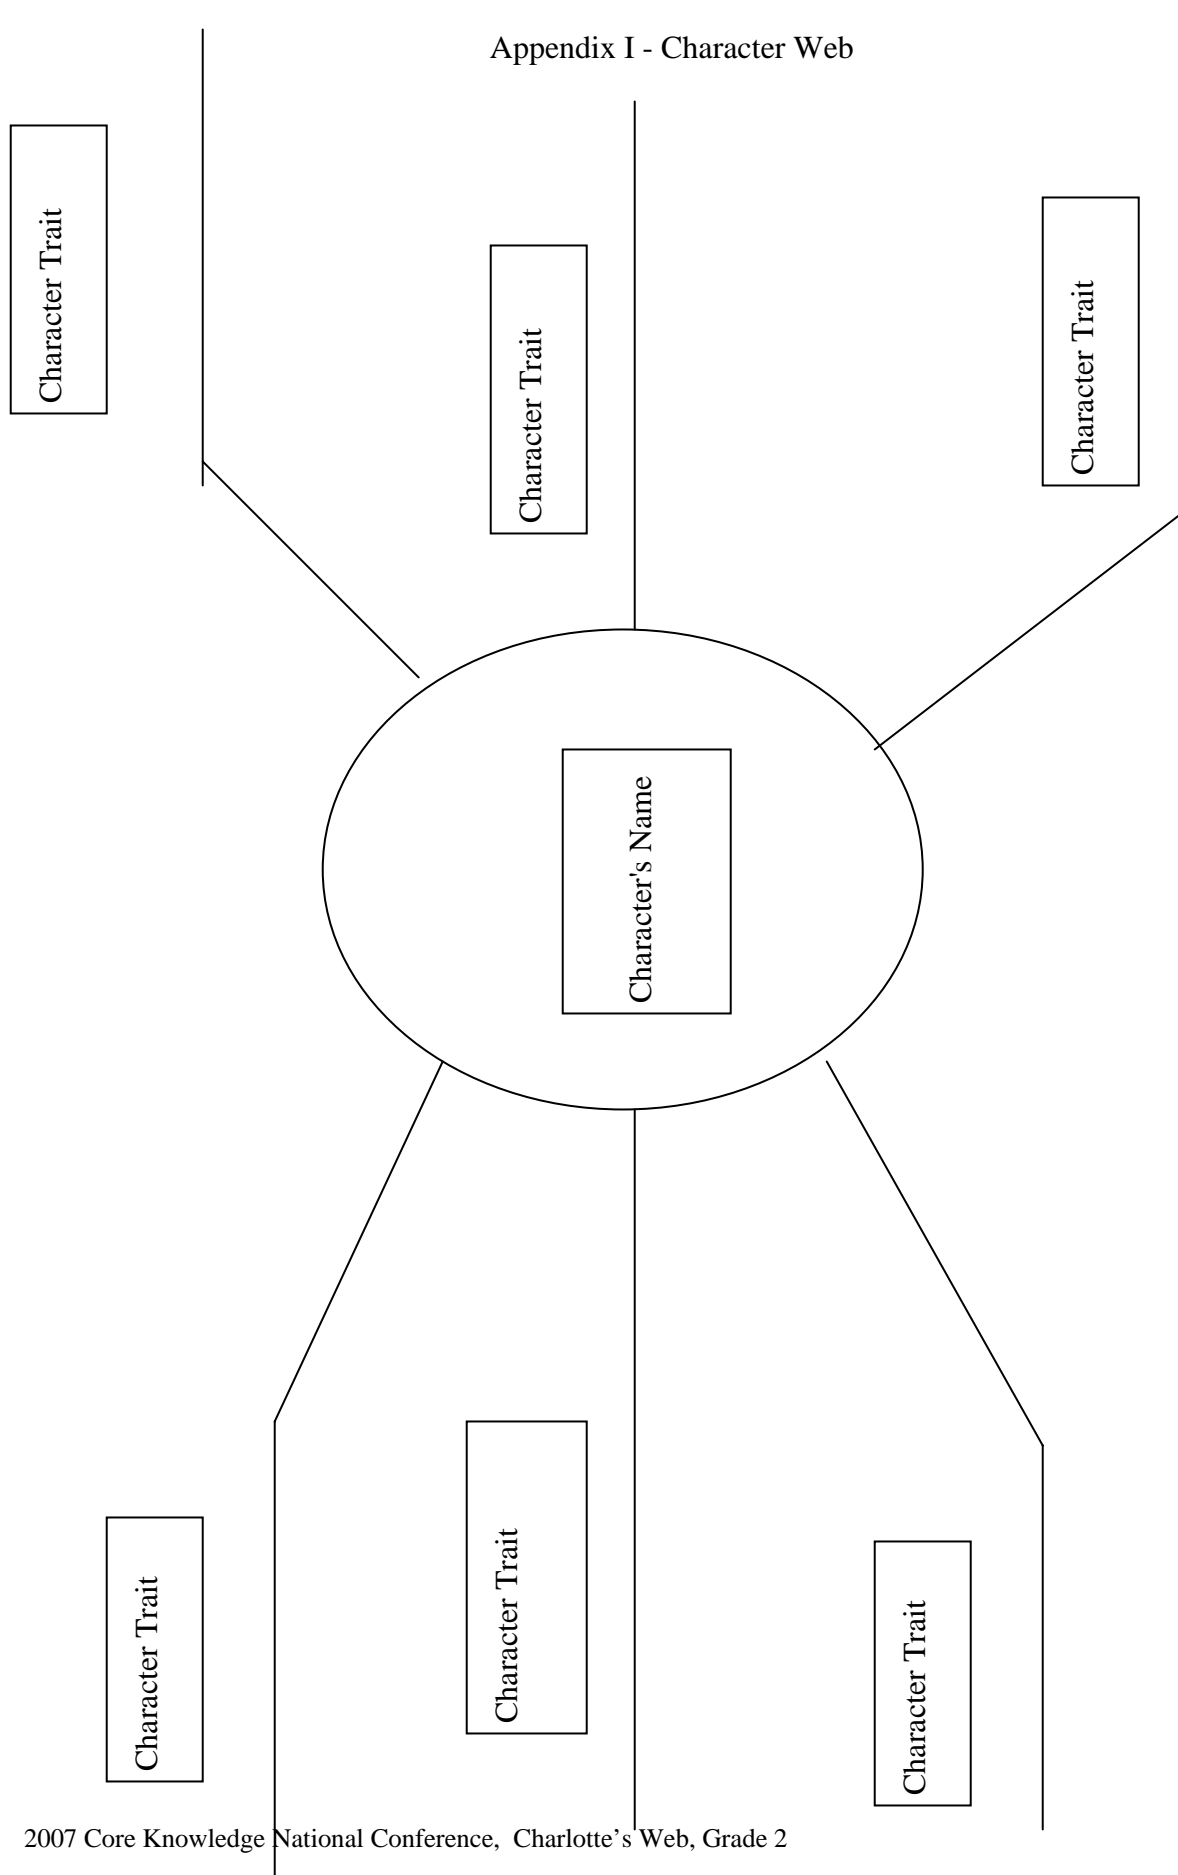 Appendix I - Character Web
Character Trait
Character Trait
Character Trait
Character's Name
Character Trait
Character Trait
Character Trait
2007 Core Knowledge National Conference, Charlotte’s Web, Grade 2